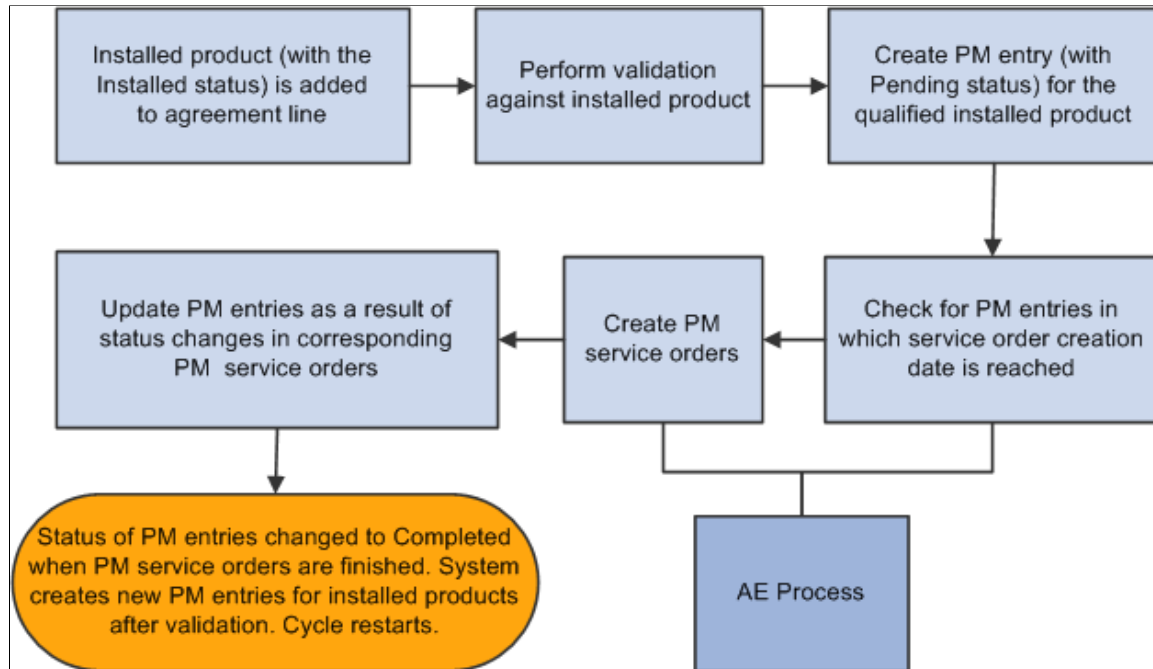 Installed product (with the
Installed status) is added
to agreement line
Perform validation
against installed product
Create PM entry (with
Pending status) for the
qualified installed product
Update PM entries as a result of
status changes in corresponding
PM service orders
Create PM
service orders
Check for PM entries in
which service order creation
date is reached
Status of PM entries changed to Completed
when PM service orders are finished. System
creates new PM entries for installed products
after validation. Cycle restarts.
AE Process